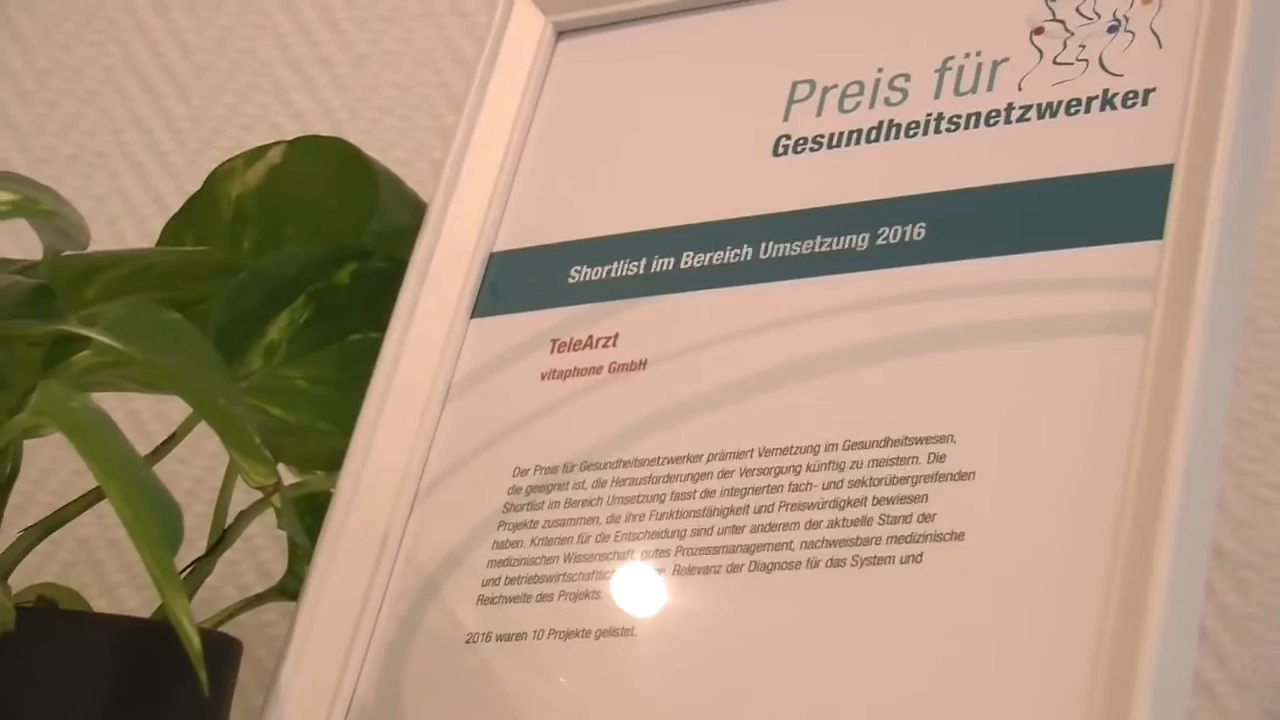 Preis für
Gesundheitsnetzwerker
Shortlist im Bereich Umsetzung 2016
TeleArzt
vitaphone GmbH
Der Preis für Gesundheitsnetzwerker prämiert Vernetzung im Gesundheitswesen,
die geeignet ist, die Herausforderungen der Versorgung künftig zu meistern. Die
Shortlist im Bereich Umsetzung fasst die integrierten fach- und sektorübergreifenden
Projekte zusammen, die ihre Funktionsfähigkeit und Preiswürdigkeit bewiesen
haben. Kriterien für die Entscheidung sind unter anderem der aktuelle Stand der
medizinischen Wissenschaft, gutes Prozessmanagement, nachweisbare medizinische
und Relevanz der Diagnose für das System und
Reichweite des Projekts.
2016 waren 10 Projekte gelistet.